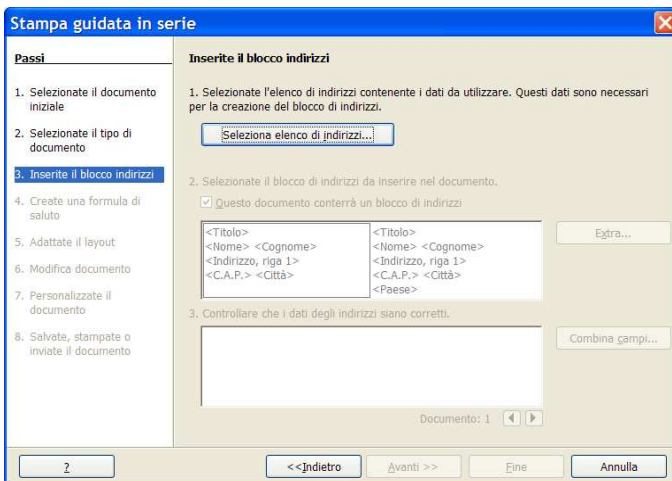 Stampa guidata in serie
Passi
1. Selezionate il documento
iniziale
2. Selezionate il tipo di
documento
3. Inserite il blocco indirizzi
4. Create una formula di
saluto
5. Adattate il layout
6. Modifica documento
7. Personalizzate il
documento
8. Salvate, stampate o
inviate il documento
Inserite il blocco indirizzi
1. Selezionate l'elenco di indirizzi contenente i dati da utilizzare. Questi dati sono necessari
per la creazione del blocco di indirizzi.
Seleziona elenco di indirizzi...
2. Selezionate il blocco di indirizzi da inserire nel documento.
Questo documento conterrà un blocco di indirizzi
<Titolo>
<Nome> <Cognome>
<Indirizzo, riga 1>
<C.A.P.> <Città>
<Titolo>
<Nome> <Cognome>
<Indirizzo, riga 1>
<C.A.P.> <Città>
<Paese>
Extra...
3. Controllare che i dati degli indirizzi siano corretti.
Combina campi...
Documento: 1
?
<<Indietro
Avanti >>
Fine
Annulla